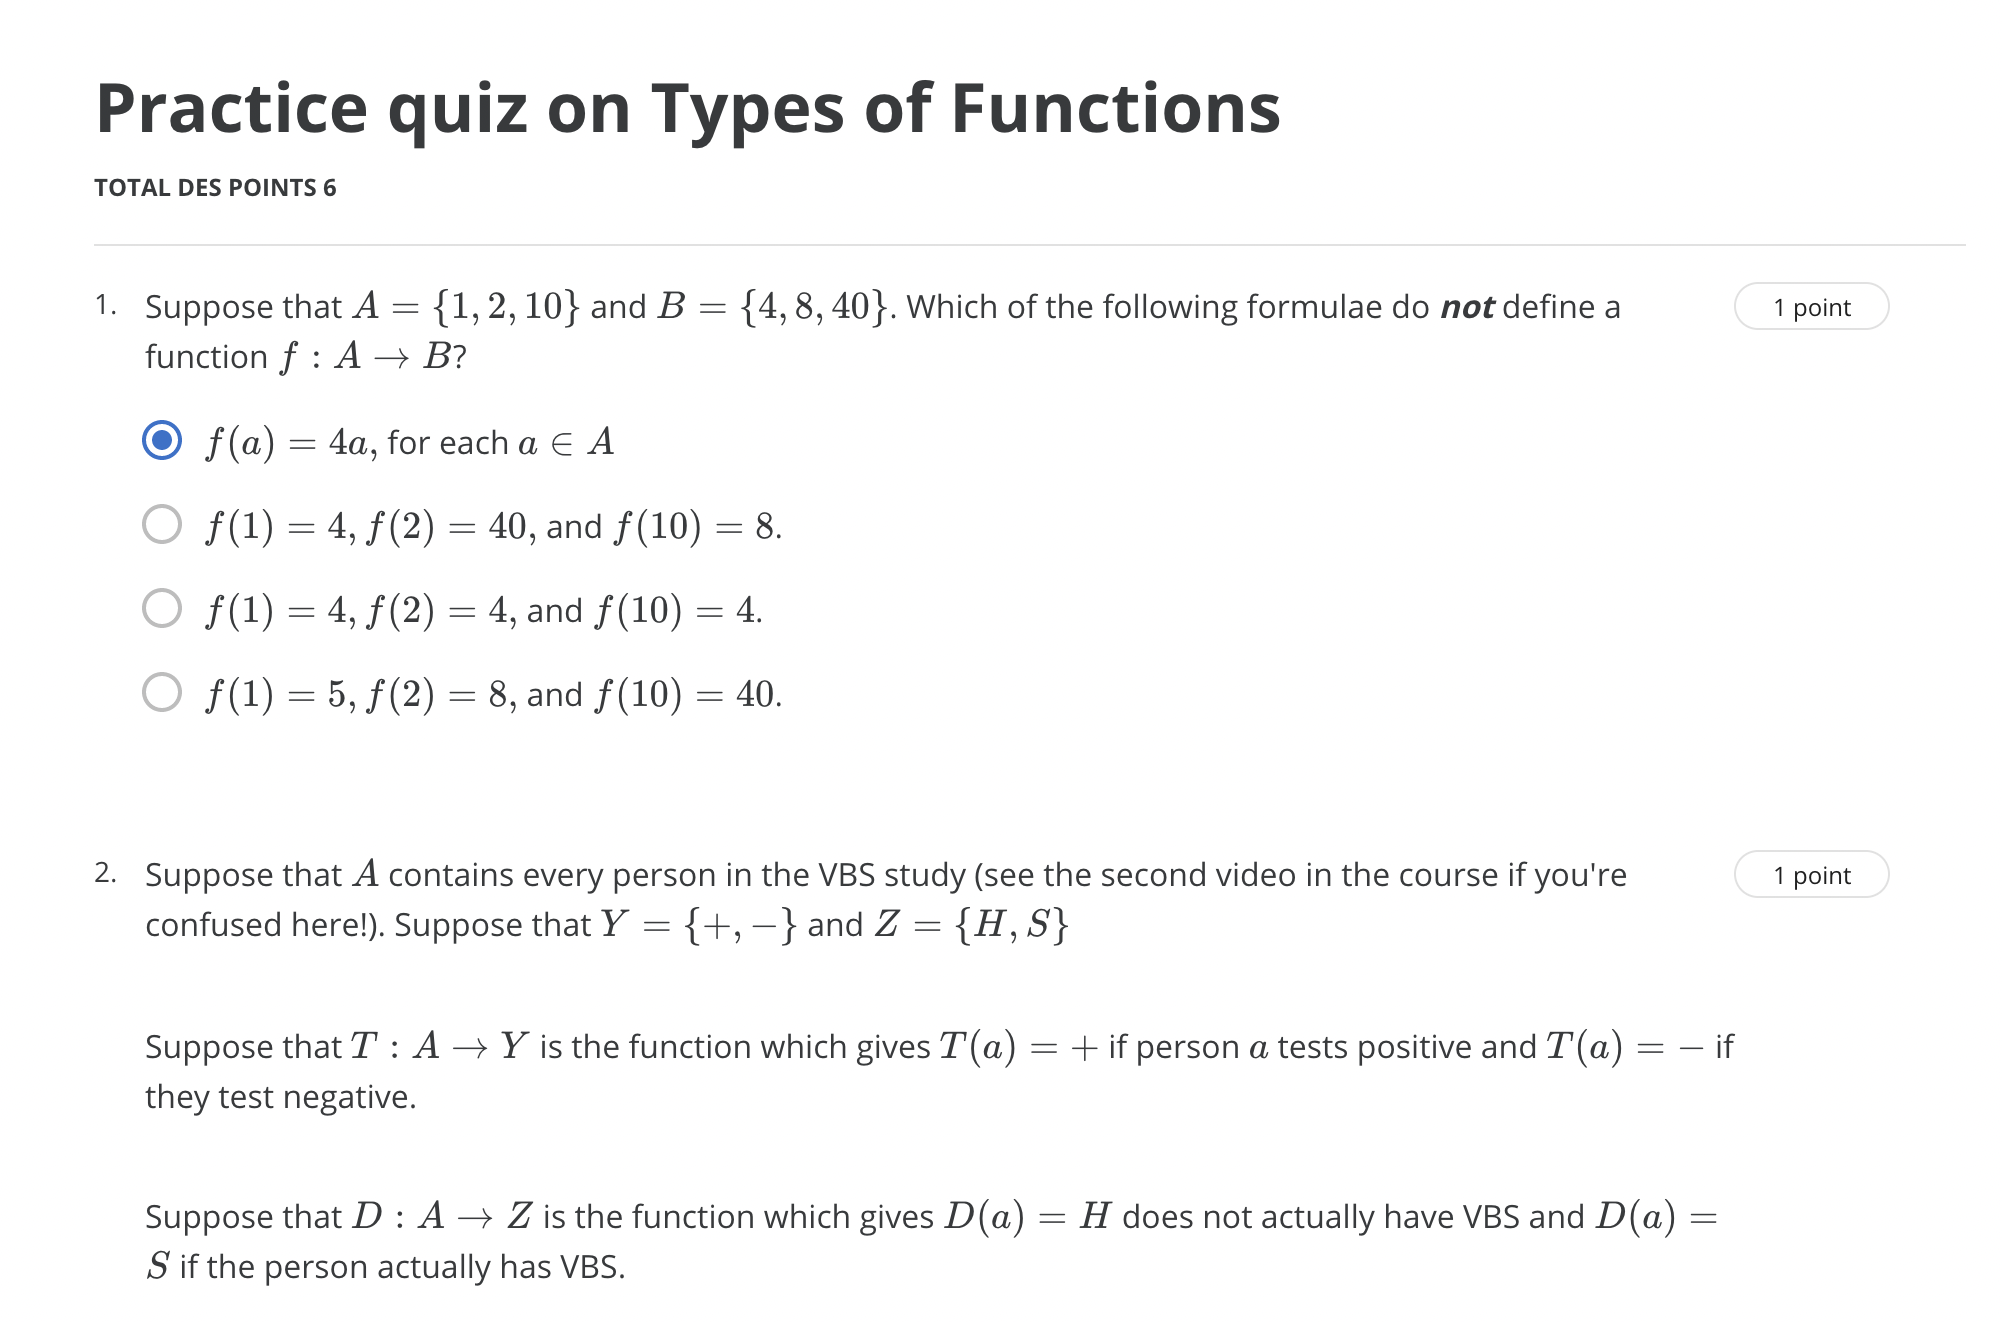 Practice quiz on Types of Functions
TOTAL DES POINTS 6
1. Suppose that A = {1, 2, 10} and B = {4, 8, 40}. Which of the following formulae do not define a
1 point
function f : A → B?
f(a) = 4a, for each a ∈ A
f(1) = 4, f(2) = 40, and f(10) = 8.
f(1) = 4, f(2) = 4, and f(10) = 4.
f(1) = 5, f(2) = 8, and f(10) = 40.
2. Suppose that A contains every person in the VBS study (see the second video in the course if you're
1 point
confused here!). Suppose that Y = {+, −} and Z = {H, S}
Suppose that T : A → Y is the function which gives T(a) = + if person a tests positive and T(a) = − if
they test negative.
Suppose that D : A → Z is the function which gives D(a) = H does not actually have VBS and D(a) =
S if the person actually has VBS.